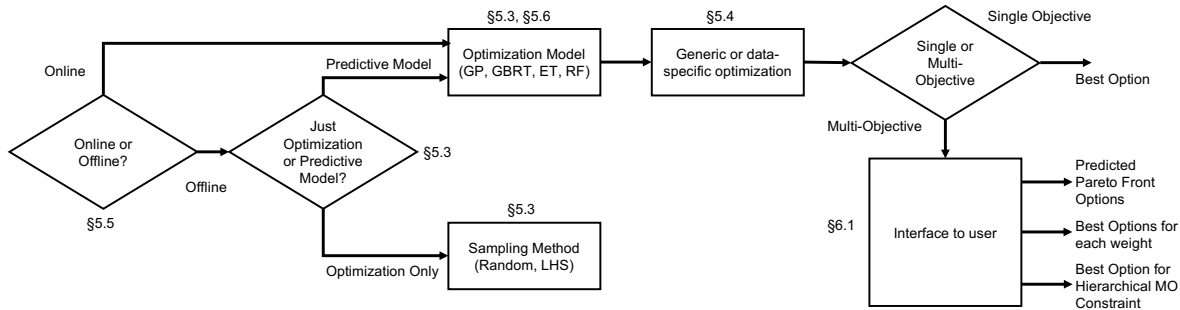 Online or
Offline?
§5.5
Online
Offline
Just
Optimization
or Predictive
Model?
§5.3
Predictive Model
Optimization Only
§5.3, §5.6
Optimization Model
(GP, GBRT, ET, RF)
§5.3
Sampling Method
(Random, LHS)
§5.4
Generic or data-
specific optimization
Single or
Multi-
Objective
Single Objective
Best Option
Multi-Objective
§6.1
Interface to user
Predicted
Pareto Front
Options
Best Options for
each weight
Best Option for
Hierarchical MO
Constraint